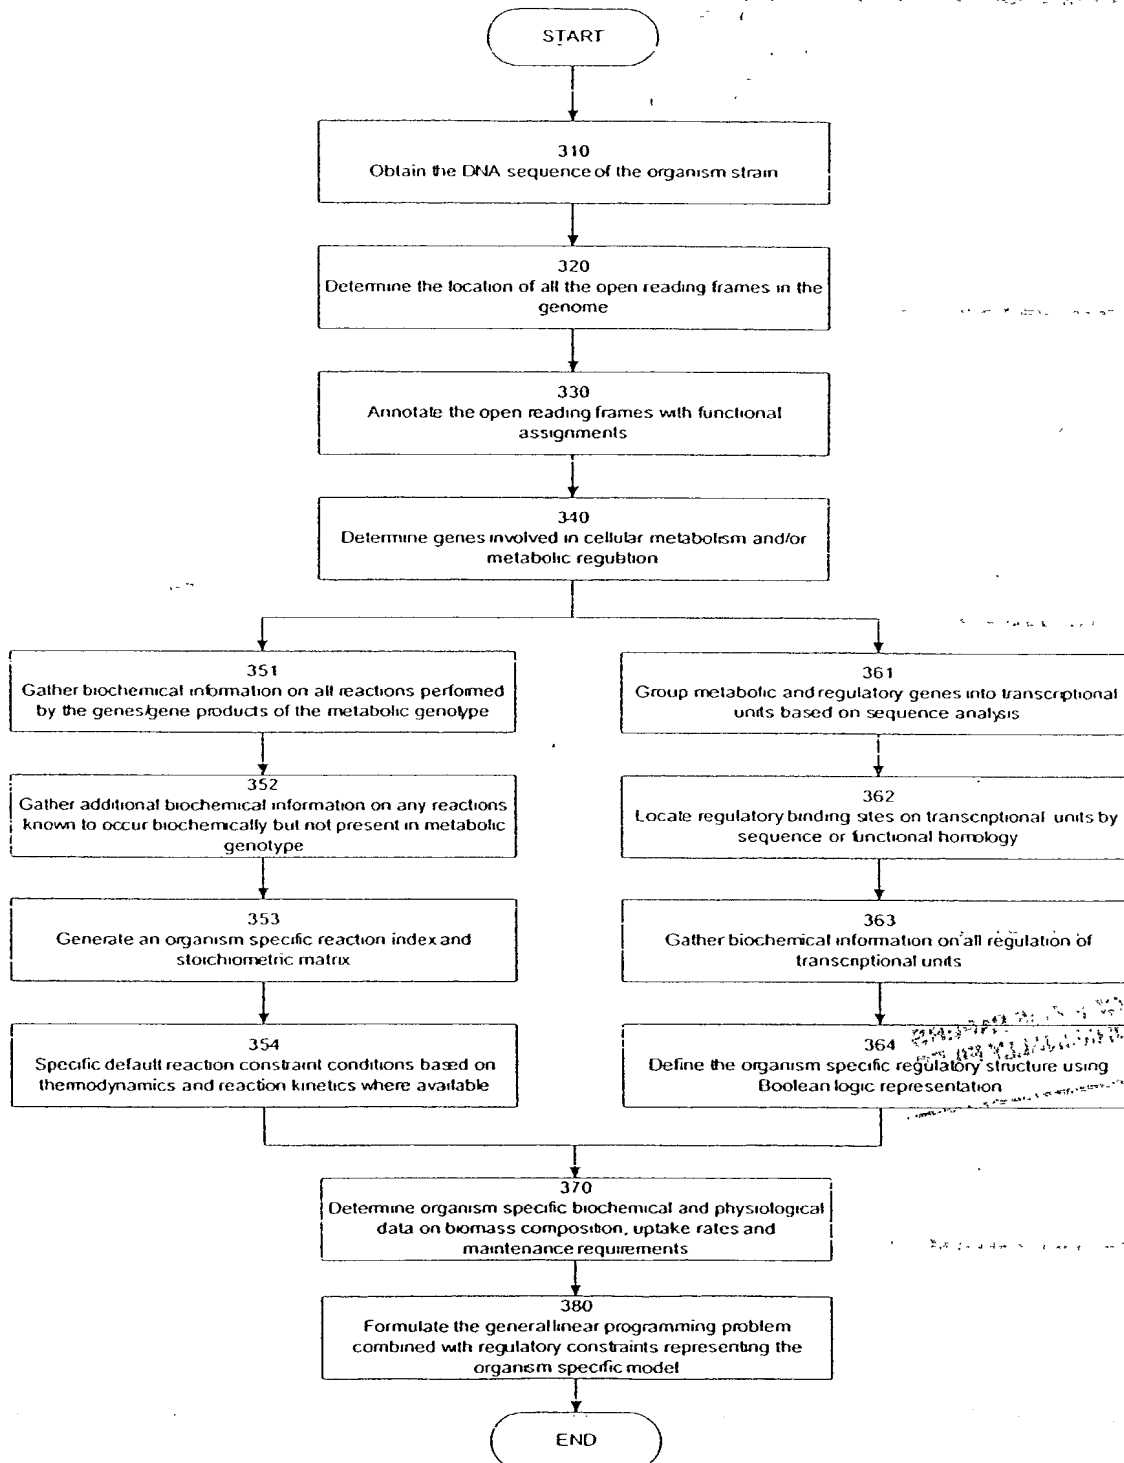 START
310
Obtain the DNA sequence of the organism strain
320
Determine the location of all the open reading frames in the
genome
330
Annotate the open reading frames with functional
assignments
340
Determine genes involved in cellular metabolism and/or
metabolic regulation
351
Gather biochemical information on all reactions performed
by the genes/gene products of the metabolic genotype
352
Gather additional biochemical information on any reactions
known to occur biochemically but not present in metabolic
genotype
353
Generate an organism specific reaction index and
stoichiometric matrix
354
Specific default reaction constraint conditions based on
thermodynamics and reaction kinetics where available
361
Group metabolic and regulatory genes into transcriptional
units based on sequence analysis
362
Locate regulatory binding sites on transcriptional units by
sequence or functional homology
363
Gather biochemical information on all regulation of
transcriptional units
364
Define the organism specific regulatory structure using
Boolean logic representation
370
Determine organism specific biochemical and physiological
data on biomass composition, uptake rates and
maintenance requirements
380
Formulate the general linear programming problem
combined with regulatory constraints representing the
organism specific model
END